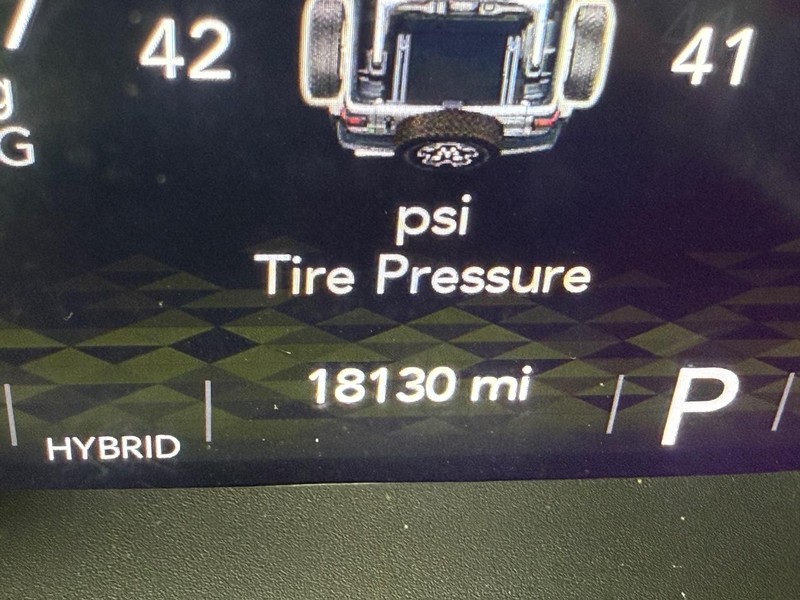 42
41
G
psi
Tire Pressure
18130 mi
P
HYBRID